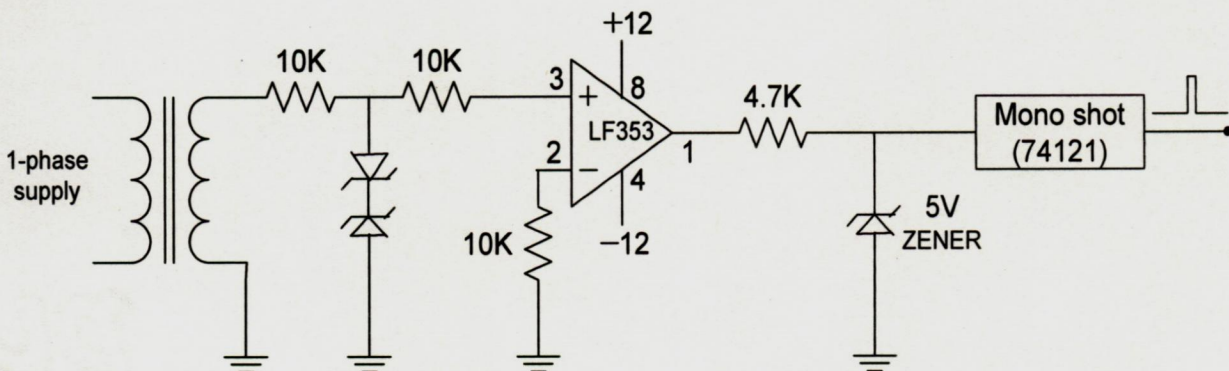 1-phase
supply
10K
10K
3
+
2
−
10K
+12
8
LF353
4
−12
1
4.7K
5V
ZENER
Mono shot
(74121)